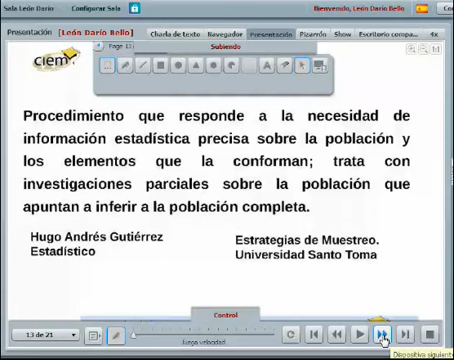 Sala León Darío
Configurar Sala
Bienvenido, León Darío Bello
Presentación [León Darío Bello]
Charla de texto
Navegador
Presentación
Pizarrón
Show
Escritorio compa...
4x
Página 13
Subiendo
ciem
Procedimiento que responde a la necesidad de
información estadística precisa sobre la población y
los elementos que la conforman; trata con
investigaciones parciales sobre la población que
apuntan a inferir a la población completa.
Hugo Andrés Gutiérrez
Estadístico
Estrategias de Muestreo.
Universidad Santo Toma
Control
13 de 21
velocidad
Diapositiva siguiente